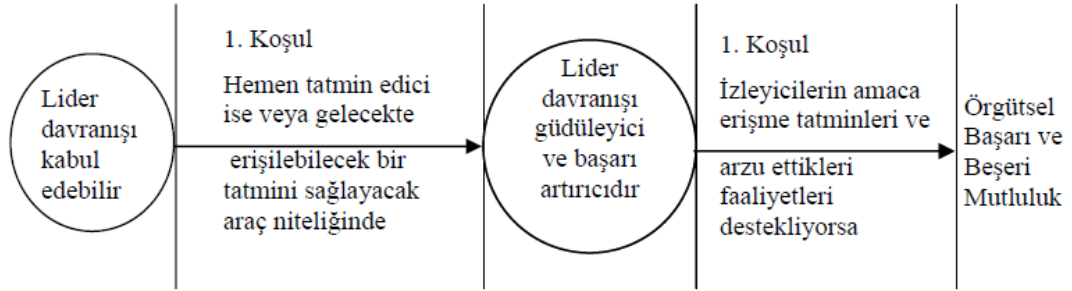 Lider
davranışı
kabul
edebilir
1. Koşul
Hemen tatmin edici
ise veya gelecekte
erişilebilecek bir
tatmini sağlayacak
araç niteliğinde
Lider
davranışı
güdüleyici
ve başarı
artırıcıdır
1. Koşul
İzleyicilerin amaca
erişme tatminleri ve
arzu ettikleri
faaliyetleri
destekliyorsa
Örgütsel
Başarı ve
Beşeri
Mutluluk